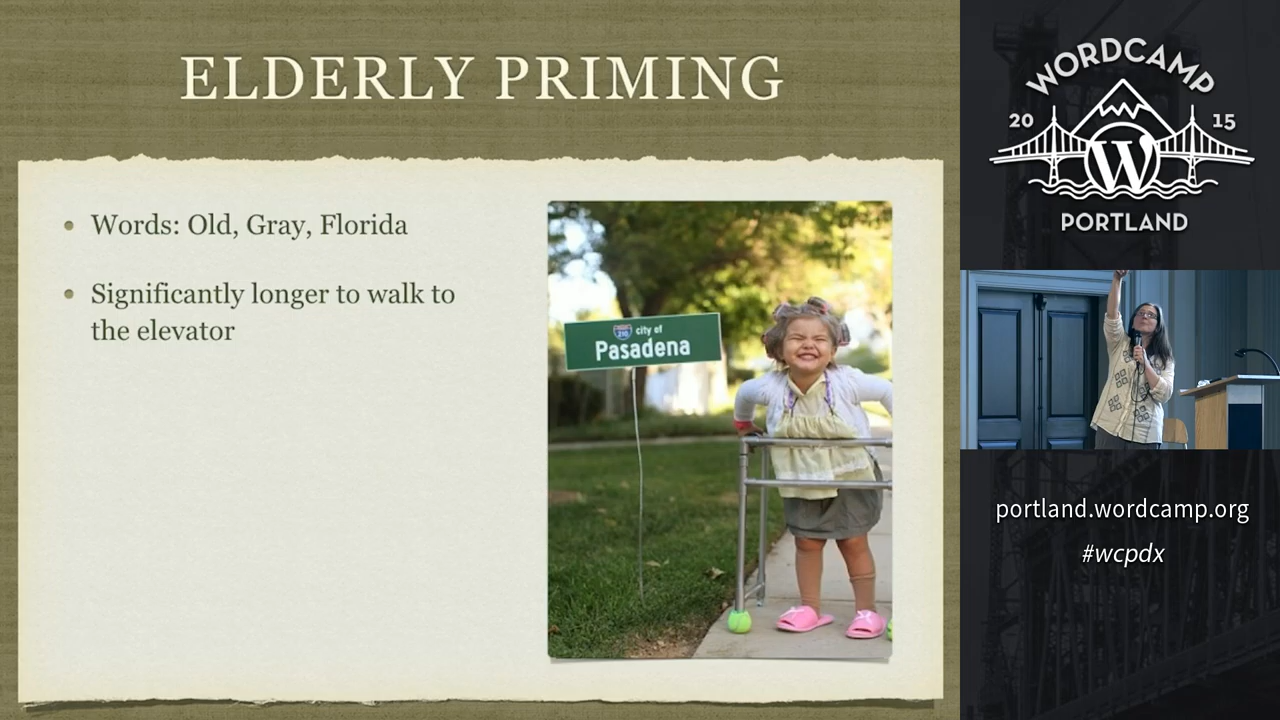 ELDERLY PRIMING
Words: Old, Gray, Florida
Significantly longer to walk to
the elevator
210
city of
Pasadena
WORDCAMP
20 15
W
PORTLAND
portland.wordcamp.org
#wcpdx